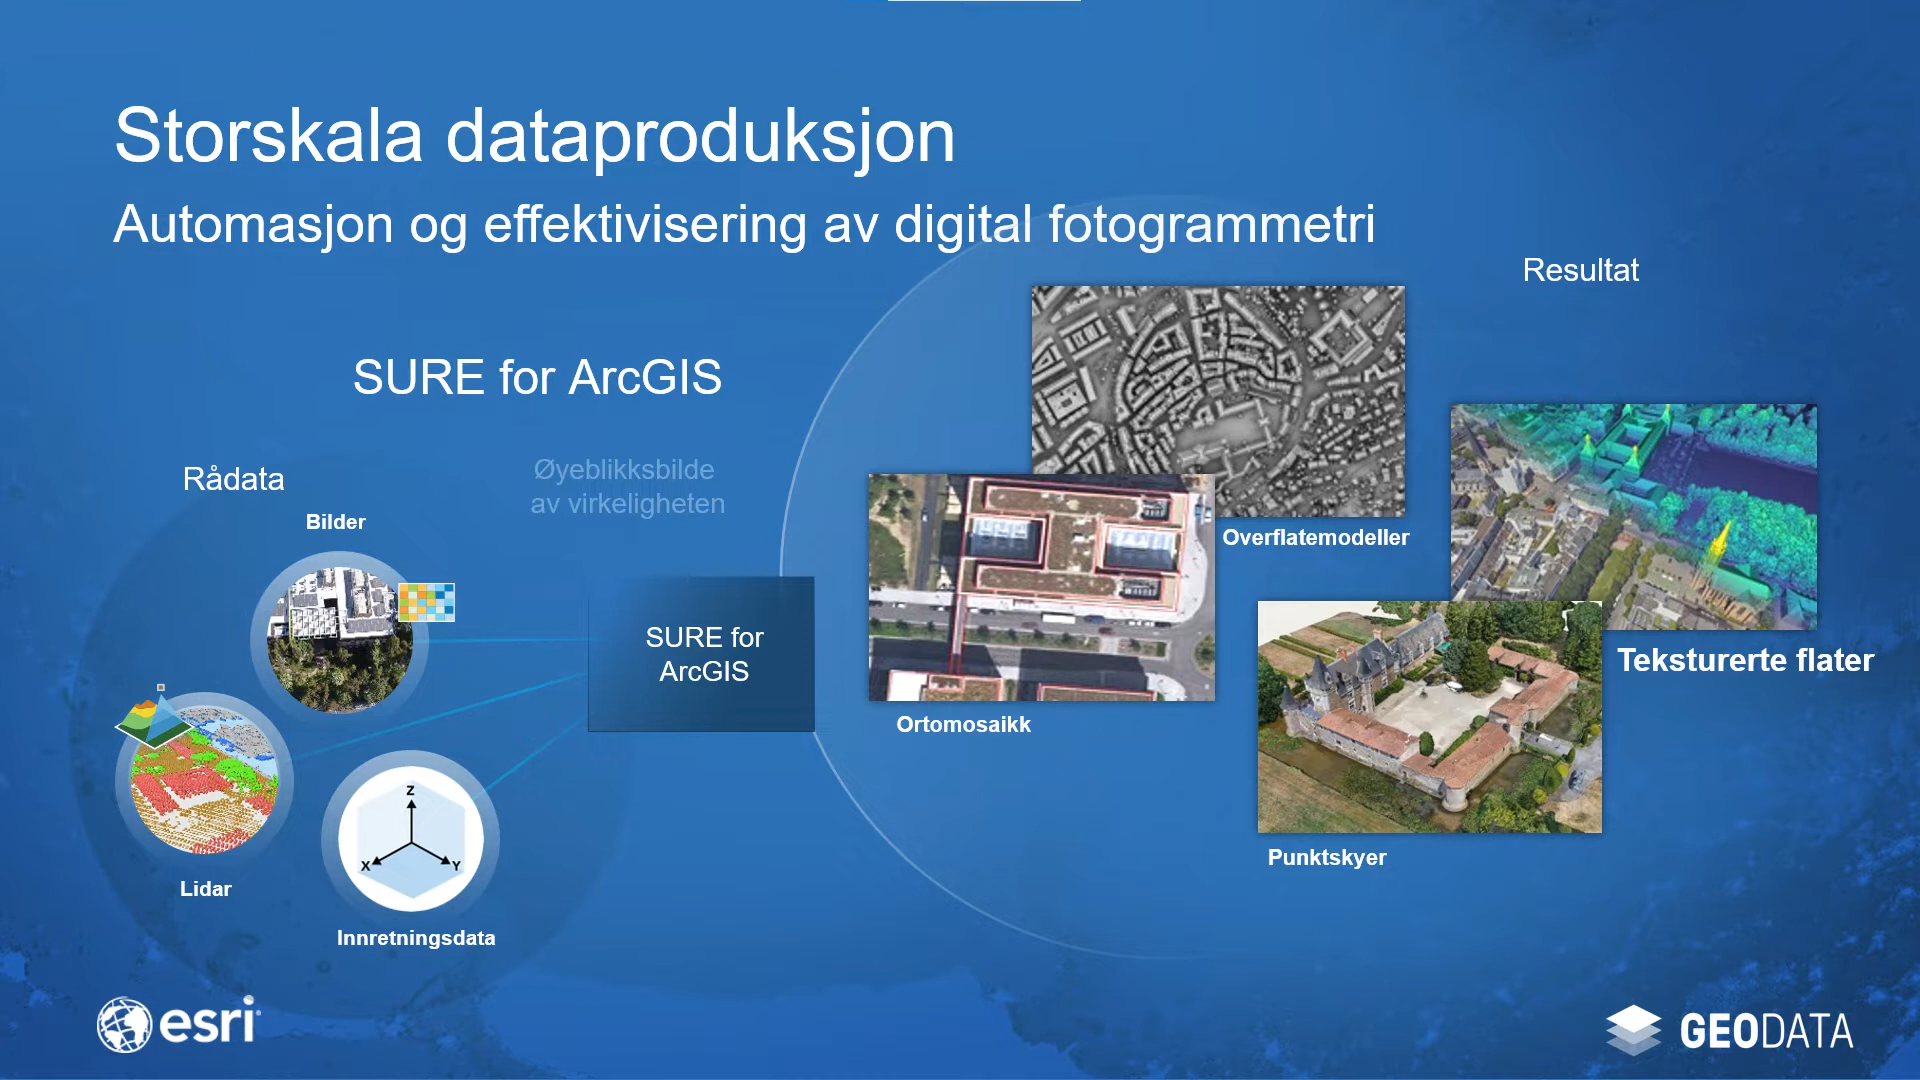 Storskala dataproduksjon
Automasjon og effektivisering av digital fotogrammetri
Resultat
SURE for ArcGIS
Rådata
Øyeblikksbilde
av virkeligheten
Bilder
SURE for
ArcGIS
Overflatemodeller
Teksturerte flater
Ortomosaikk
Z
X
Y
Punktskyer
Lidar
Innretningsdata
esri
GEODATA